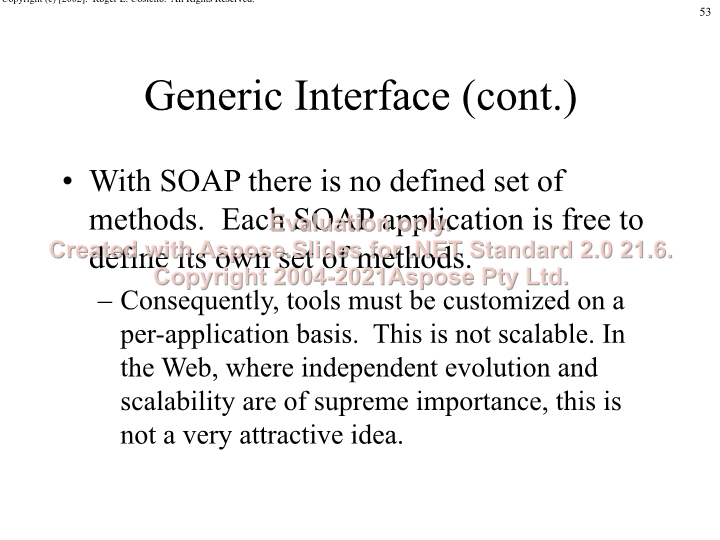 Copyright (c) [2002]. Roger L. Costello. All Rights Reserved.
53
Generic Interface (cont.)
• With SOAP there is no defined set of
methods. Each SOAP application is free to
define its own set of methods.
Evaluation only.
Created with Aspose.Slides for .NET Standard 2.0 21.6.
Copyright 2004-2021Aspose Pty Ltd.
– Consequently, tools must be customized on a
per-application basis. This is not scalable. In
the Web, where independent evolution and
scalability are of supreme importance, this is
not a very attractive idea.